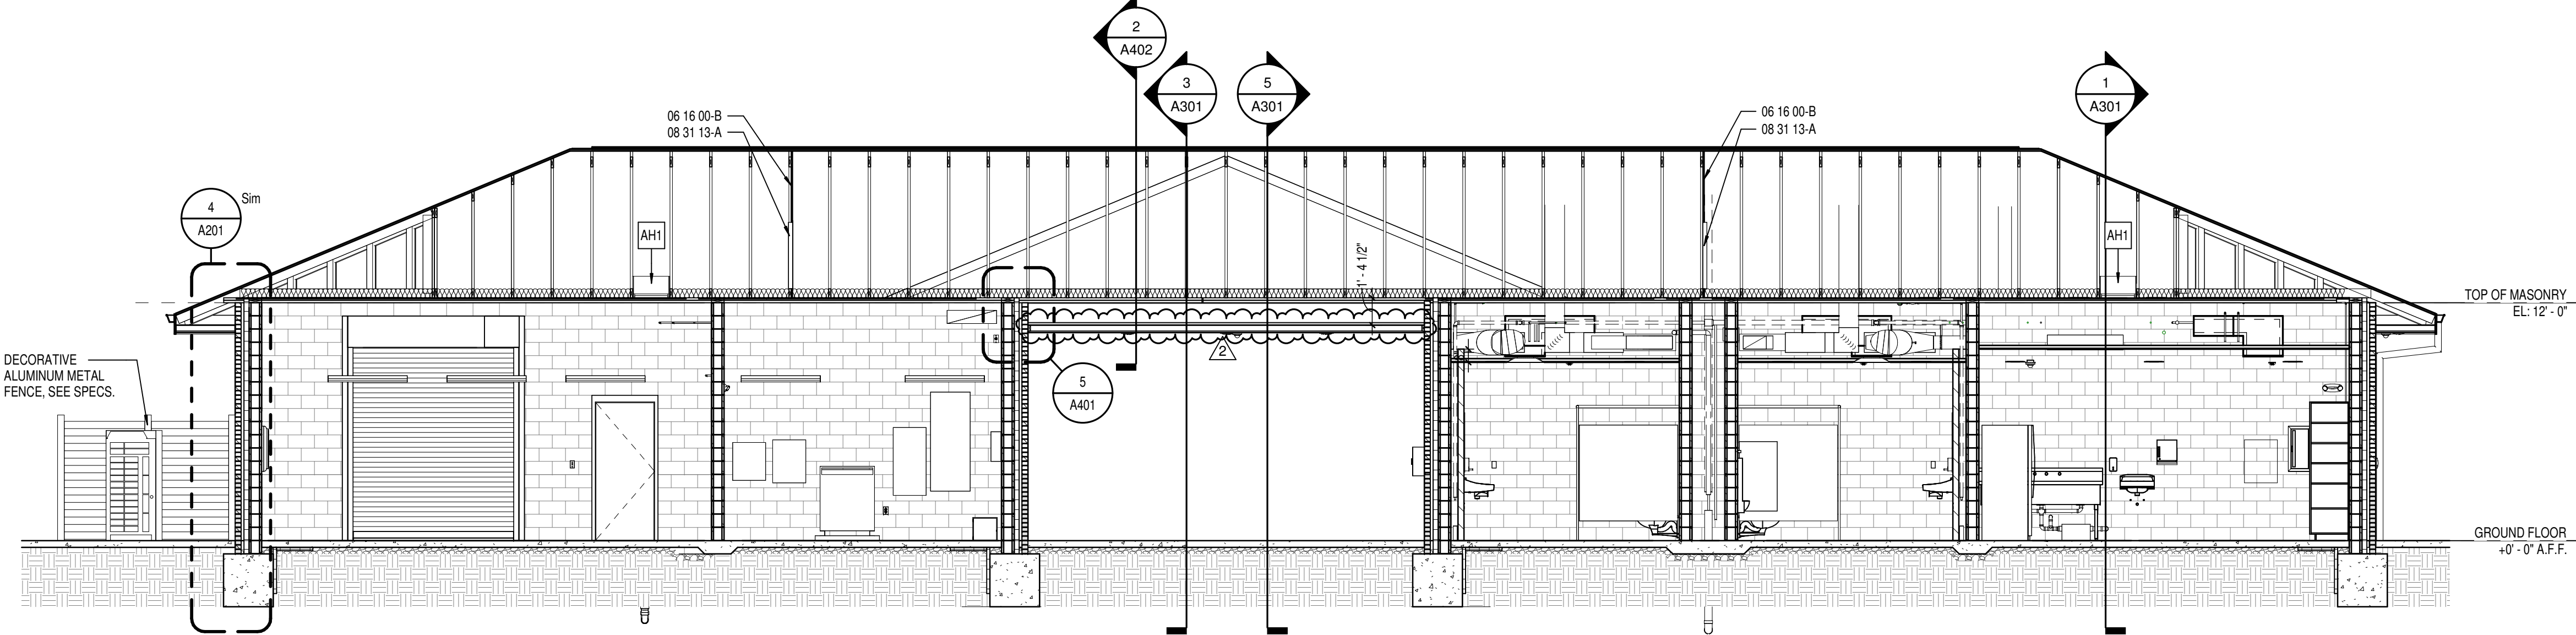 2
A402
3
A301
5
A301
1
A301
06 16 00-B
08 31 13-A
06 16 00-B
08 31 13-A
4
A201
Sim
AH1
AH1
1' - 4 1/2"
TOP OF MASONRY
EL: 12' - 0"
2
DECORATIVE
ALUMINUM METAL
FENCE, SEE SPECS.
5
A401
GROUND FLOOR
+0' - 0" A.F.F.